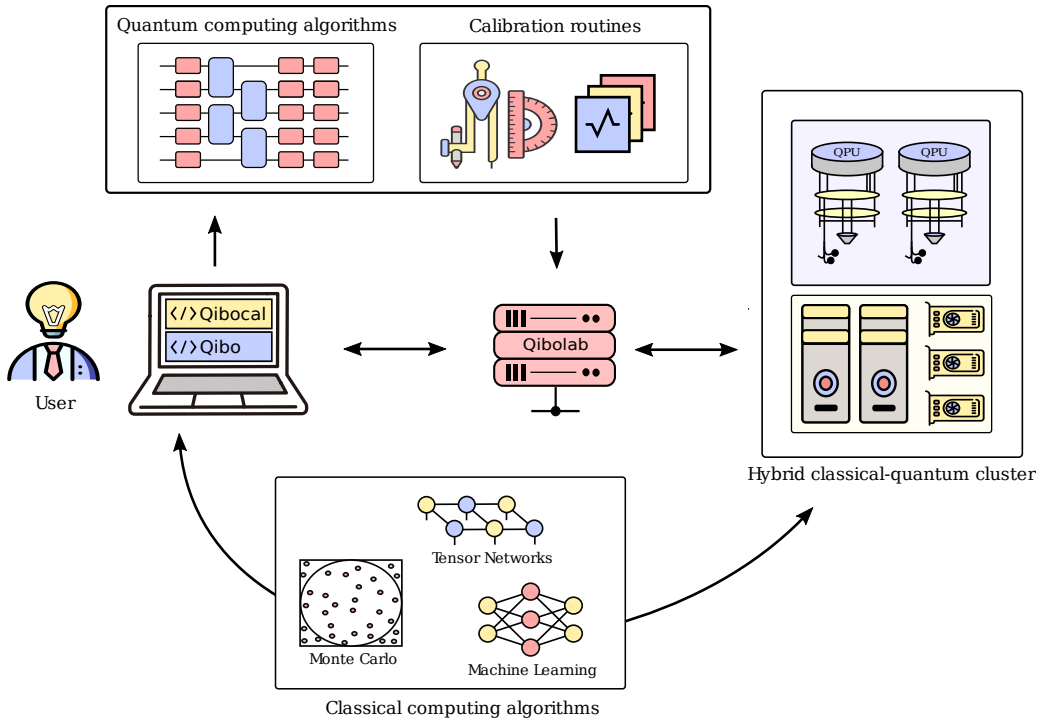 Quantum computing algorithms
Calibration routines
QPU
QPU
</>Qibocal
</>Qibo
Qibolab
User
Hybrid classical-quantum cluster
Tensor Networks
Monte Carlo
Machine Learning
Classical computing algorithms